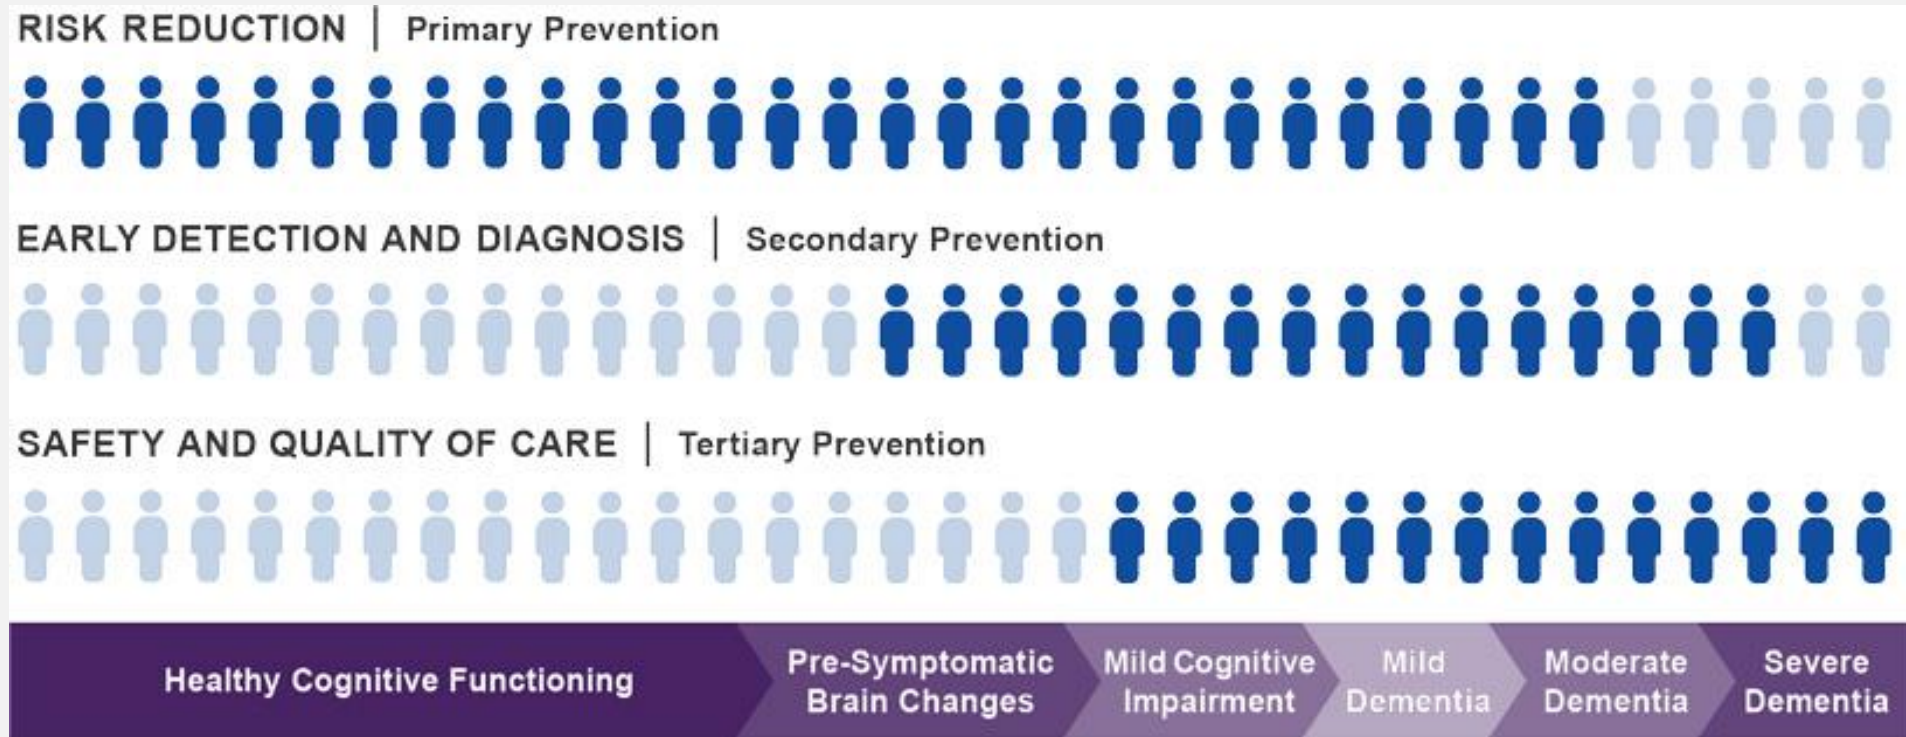 RISK REDUCTION | Primary Prevention
EARLY DETECTION AND DIAGNOSIS | Secondary Prevention
SAFETY AND QUALITY OF CARE | Tertiary Prevention
Healthy Cognitive Functioning
Pre-Symptomatic
Brain Changes
Mild Cognitive
Impairment
Mild
Dementia
Moderate
Dementia
Severe
Dementia